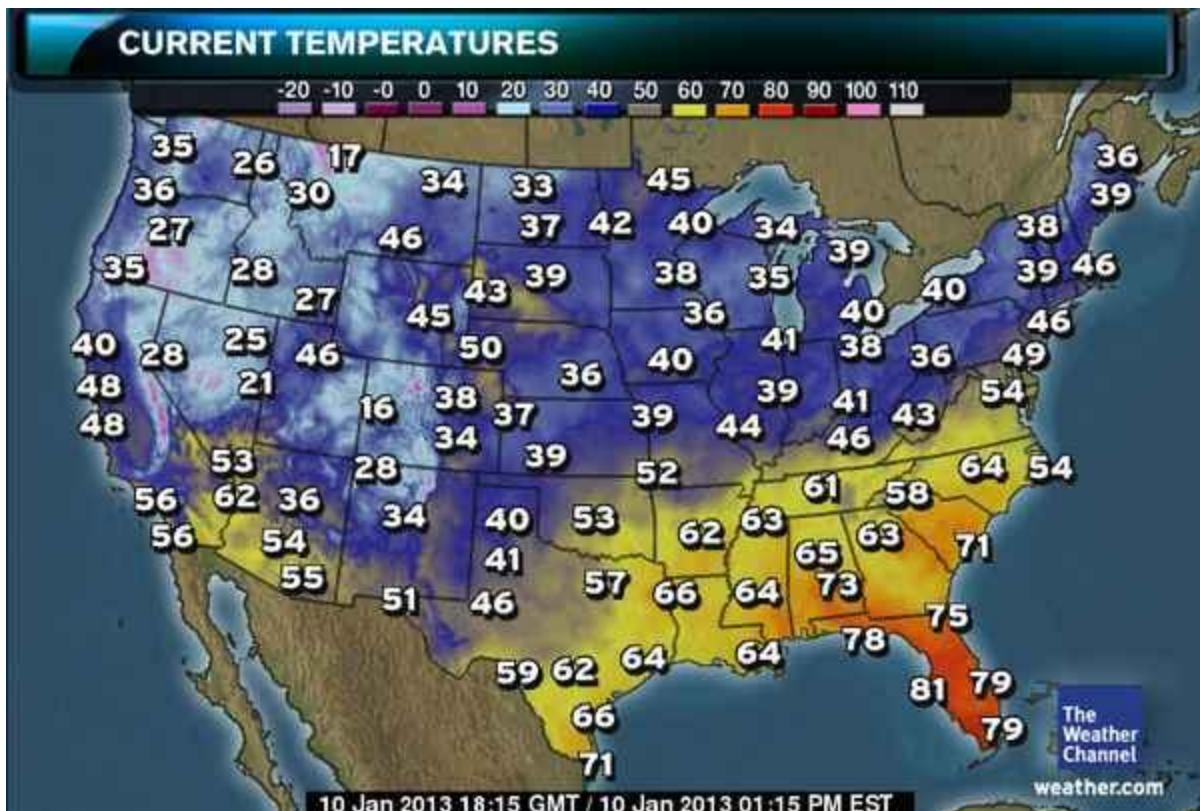 CURRENT TEMPERATURES
-20 -10 -0 0 10 20 30 40 50 60 70 80 90 100 110
35 26 17 34 33 45 36
36 30 39
27 46 37 42 40 34 39 38
35 28 27 43 39 38 35 40 39 46
45 36 40 46
40 28 25 46 50 40 41 38 36 49
48 21 16 38 36 39 41 54
48 34 37 39 44 46 43
53 28 39 52 64 54
56 62 36 61 58
56 54 34 40 53 62 63 63 71
55 41 57 65
51 46 66 64 73 75
59 62 64 64 78
66 81 79
71 79
The
Weather
Channel
weather.com
10 Jan 2013 18:15 GMT / 10 Jan 2013 01:15 PM EST